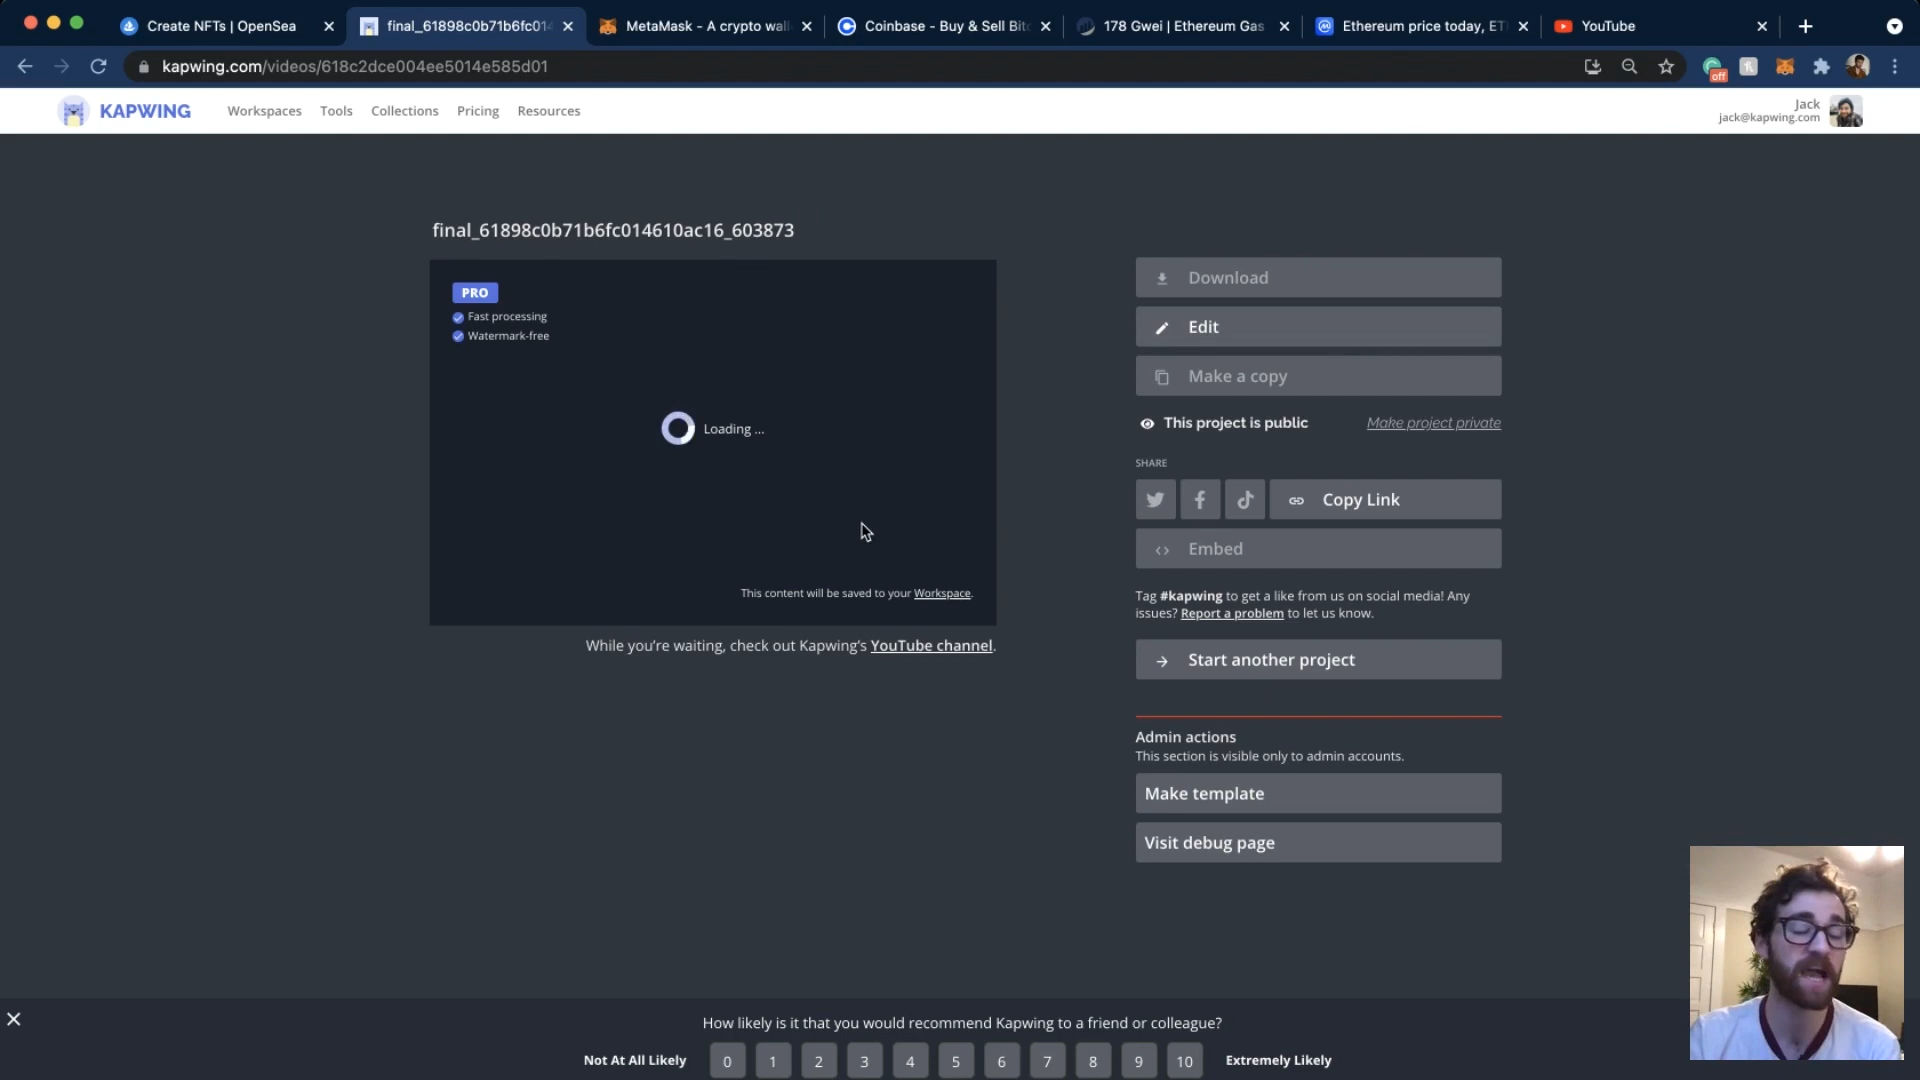 Create NFTs | OpenSea
final_61898c0b71b6fc014
MetaMask - A crypto wal
Coinbase - Buy & Sell Bit
178 Gwei | Ethereum Gas
Ethereum price today, ET
YouTube
kapwing.com/videos/618c2dce004ee5014e585d01
off
KAPWING
Workspaces
Tools
Collections
Pricing
Resources
Jack
jack@kapwing.com
final_61898c0b71b6fc014610ac16_603873
PRO
Fast processing
Watermark-free
Loading ...
This content will be saved to your Workspace.
While you're waiting, check out Kapwing's YouTube channel.
Download
Edit
Make a copy
This project is public
Make project private
SHARE
Copy Link
Embed
Tag #kapwing to get a like from us on social media! Any
issues? Report a problem to let us know.
Start another project
Admin actions
This section is visible only to admin accounts.
Make template
Visit debug page
How likely is it that you would recommend Kapwing to a friend or colleague?
Not At All Likely 0 1 2 3 4 5 6 7 8 9 10 Extremely Likely